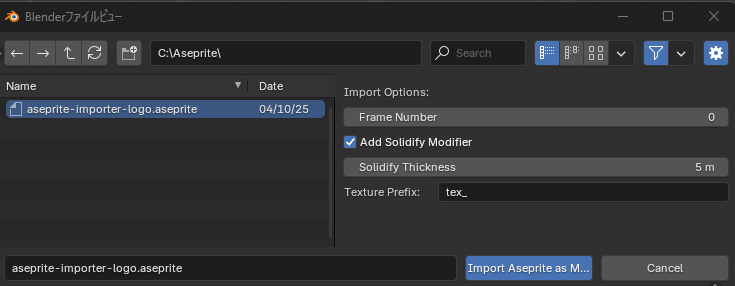 Blenderファイルビュー
C:\Aseprite\
Search
Name Date
aseprite-importer-logo.aseprite 04/10/25
Import Options:
Frame Number 0
Add Solidify Modifier
Solidify Thickness 5 m
Texture Prefix: tex_
aseprite-importer-logo.aseprite
Import Aseprite as M...
Cancel